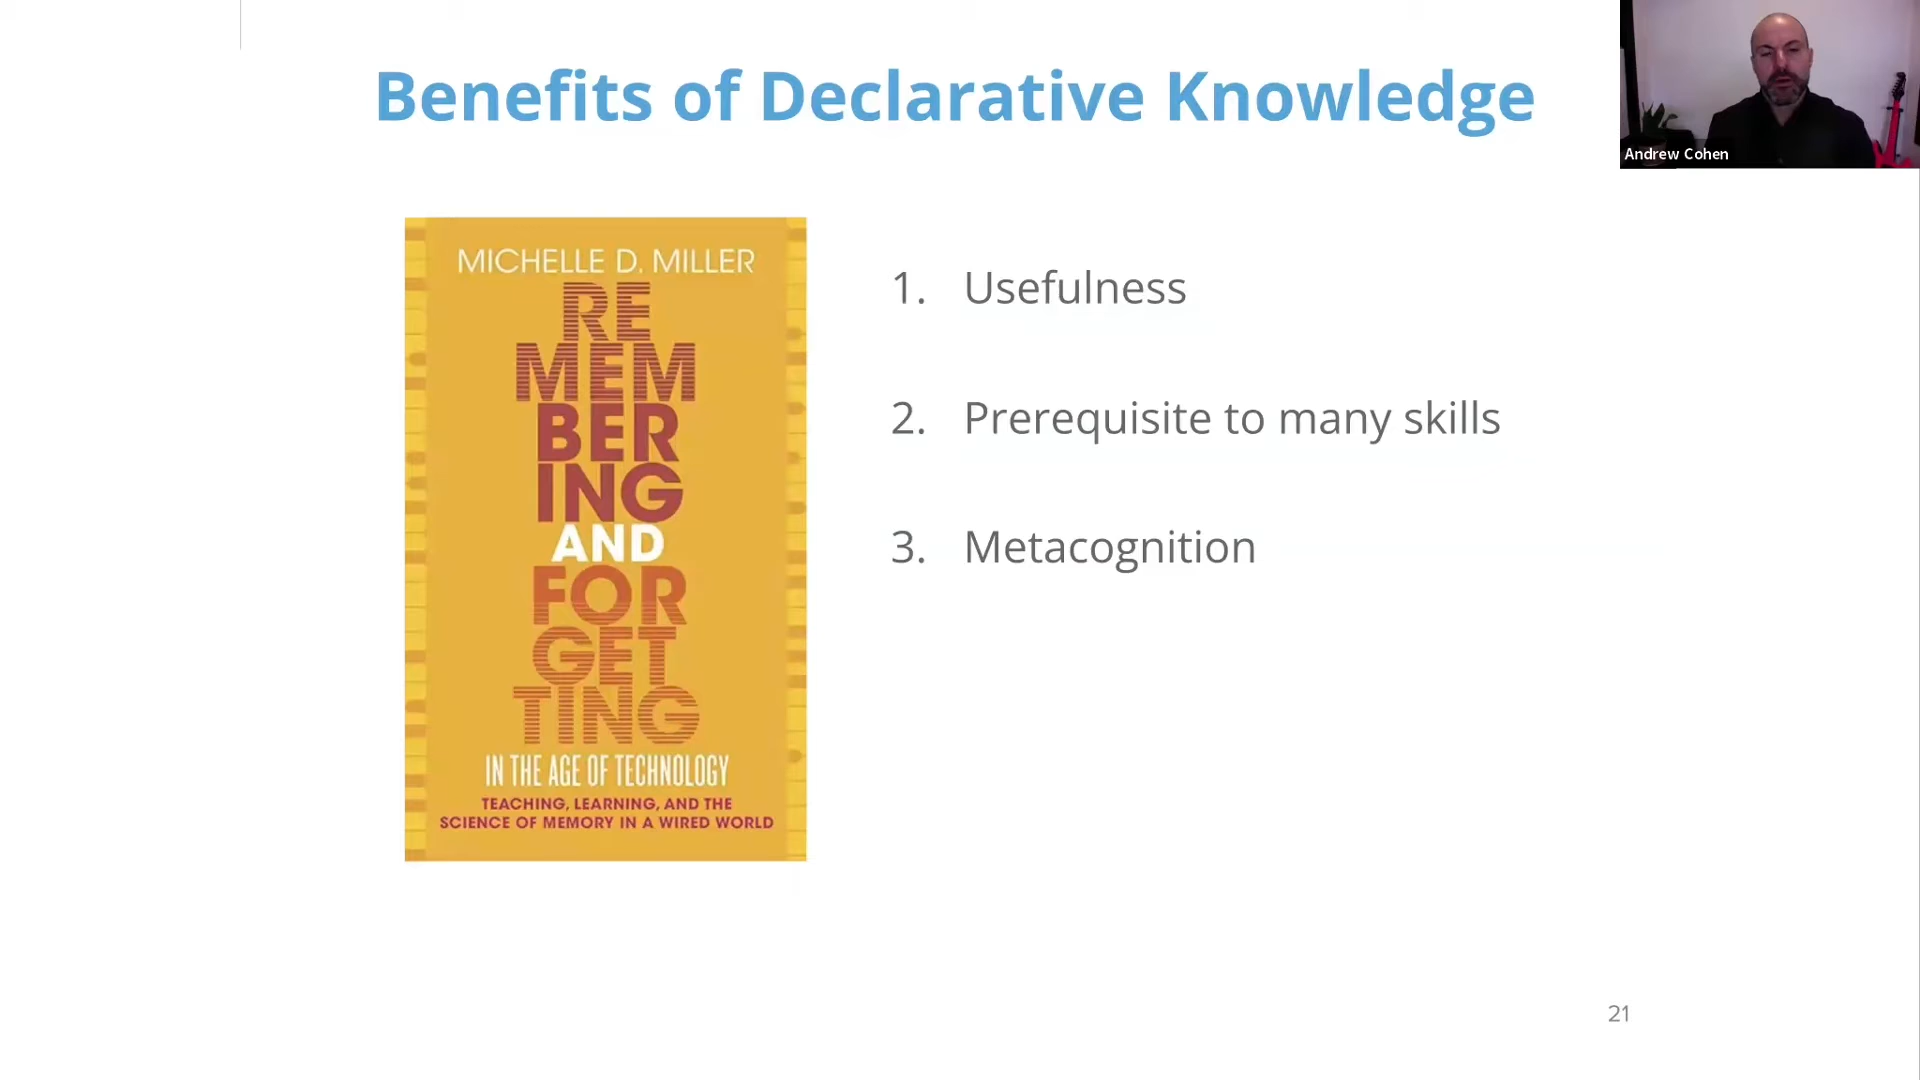 Benefits of Declarative Knowledge
Andrew Cohen
MICHELLE D. MILLER
RE
MEM
BER
ING
AND
FOR
GET
TING
IN THE AGE OF TECHNOLOGY
TEACHING, LEARNING, AND THE
SCIENCE OF MEMORY IN A WIRED WORLD
1. Usefulness
2. Prerequisite to many skills
3. Metacognition
21